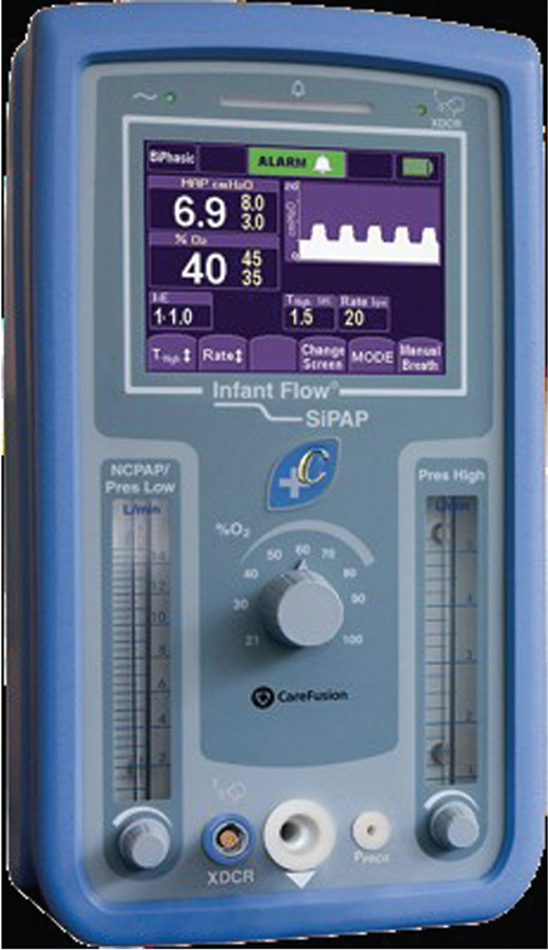 XDCR
BiPhasic
ALARM
MAP cmH2O
6.9 8.0
3.0
20
cmH2O
0
% O2
40 45
35
I:E
1:1.0
T High sec
1.5
Rate bpm
20
T High
Rate
Change
Screen
MODE
Manual
Breath
Infant Flow®
SiPAP
NCPAP/
Pres Low
L/min
14
12
10
8
6
4
2
C
%O2
21
30
40
50
60
70
80
90
100
CareFusion
Pres High
L/min
5
4
3
2
1
XDCR
PPROX